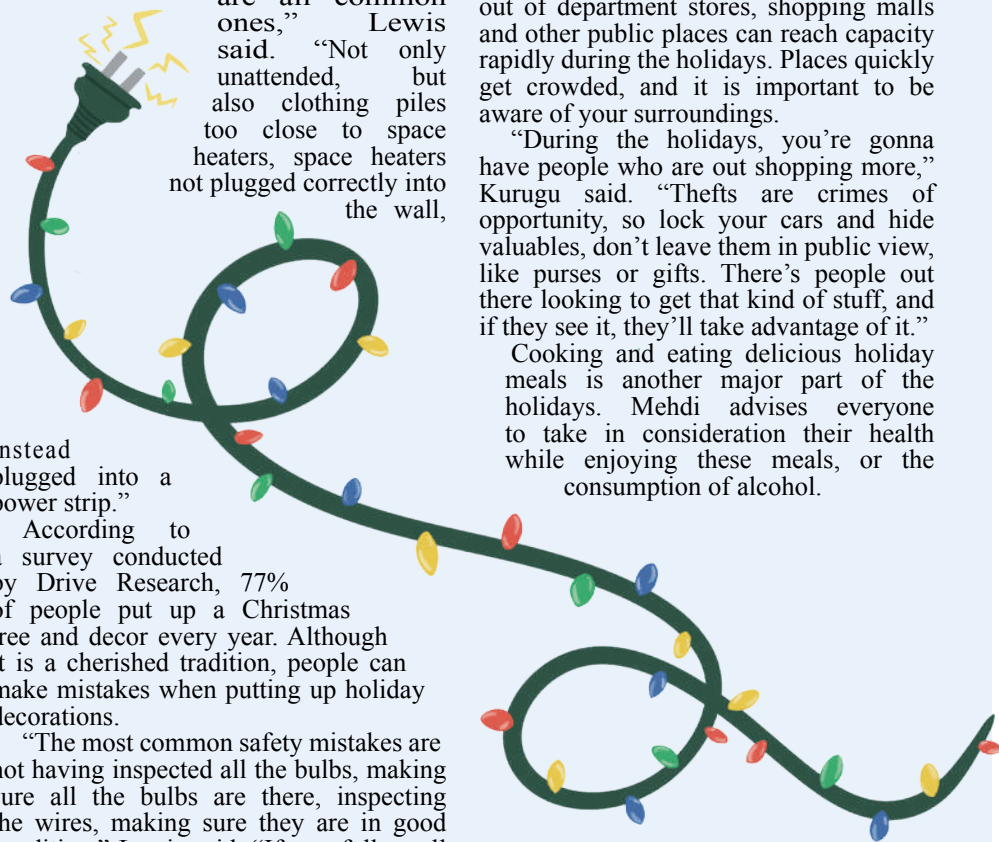 are all common
ones,” Lewis
said. “Not only
unattended, but
also clothing piles
too close to space
heaters, space heaters
not plugged correctly into
the wall,
nstead
plugged into a
power strip.”
According to
a survey conducted
by Drive Research, 77%
of people put up a Christmas
ree and decor every year. Although
t is a cherished tradition, people can
make mistakes when putting up holiday
decorations.
“The most common safety mistakes are
not having inspected all the bulbs, making
ure all the bulbs are there, inspecting
he wires, making sure they are in good
out of department stores, shopping malls
and other public places can reach capacity
rapidly during the holidays. Places quickly
get crowded, and it is important to be
aware of your surroundings.
“During the holidays, you’re gonna
have people who are out shopping more,”
Kurugu said. “Thefts are crimes of
opportunity, so lock your cars and hide
valuables, don’t leave them in public view,
like purses or gifts. There’s people out
there looking to get that kind of stuff, and
if they see it, they’ll take advantage of it.”
Cooking and eating delicious holiday
meals is another major part of the
holidays. Mehdi advises everyone
to take in consideration their health
while enjoying these meals, or the
consumption of alcohol.